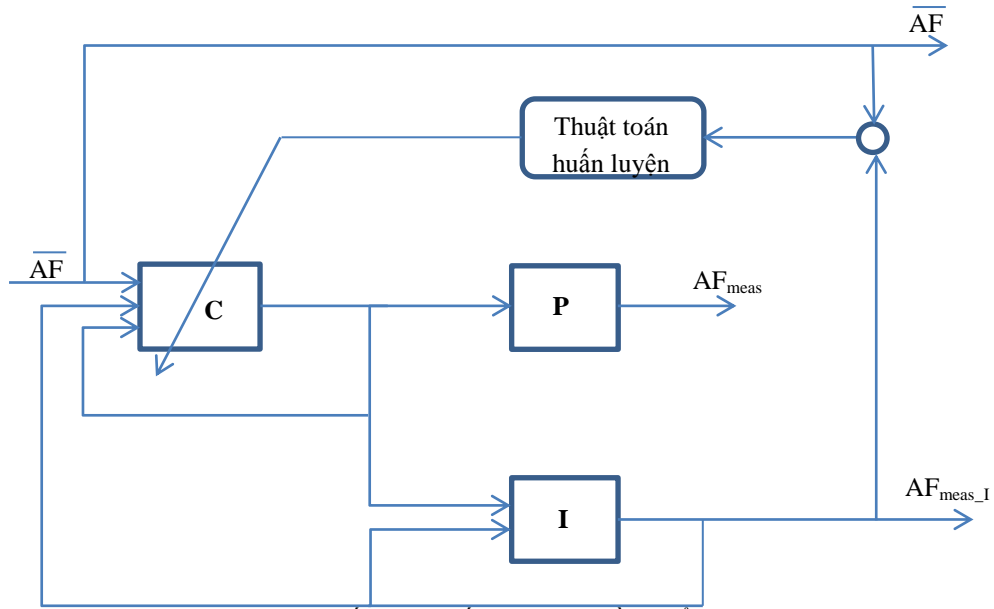 AF
Thuật toán
huấn luyện
AF
C
P
AFmeas
I
AFmeas_I